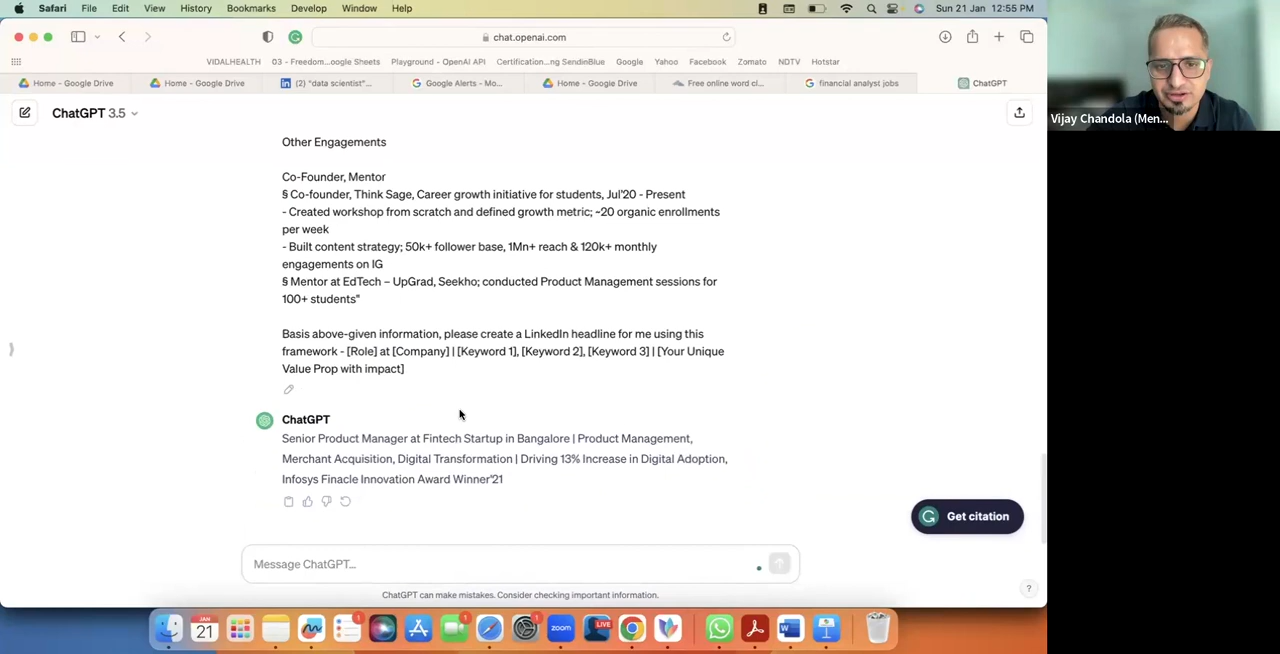 Safari File Edit View History Bookmarks Develop Window Help Sun 21 Jan 12:55 PM
chat.openai.com
VIDALHEALTH 03 - Freedom...oogle Sheets Playground - OpenAI API Certification...ng SendinBlue Google Yahoo Facebook Zomato NDTV Hotstar
Home - Google Drive Home - Google Drive (2) "data scientist"... Google Alerts - Mo... Home - Google Drive Free online word cl... financial analyst jobs ChatGPT
ChatGPT 3.5
Vijay Chandola (Men...
Other Engagements
Co-Founder, Mentor
§ Co-founder, Think Sage, Career growth initiative for students, Jul'20 - Present
- Created workshop from scratch and defined growth metric; ~20 organic enrollments
per week
- Built content strategy; 50k+ follower base, 1Mn+ reach & 120k+ monthly
engagements on IG
§ Mentor at EdTech – UpGrad, Seekho; conducted Product Management sessions for
100+ students"
Basis above-given information, please create a LinkedIn headline for me using this
framework - [Role] at [Company] | [Keyword 1], [Keyword 2], [Keyword 3] | [Your Unique
Value Prop with impact]
ChatGPT
Senior Product Manager at Fintech Startup in Bangalore | Product Management,
Merchant Acquisition, Digital Transformation | Driving 13% Increase in Digital Adoption,
Infosys Finacle Innovation Award Winner'21
Get citation
Message ChatGPT...
ChatGPT can make mistakes. Consider checking important information.
?
JAN
21
1
1
1
zoom
LIVE